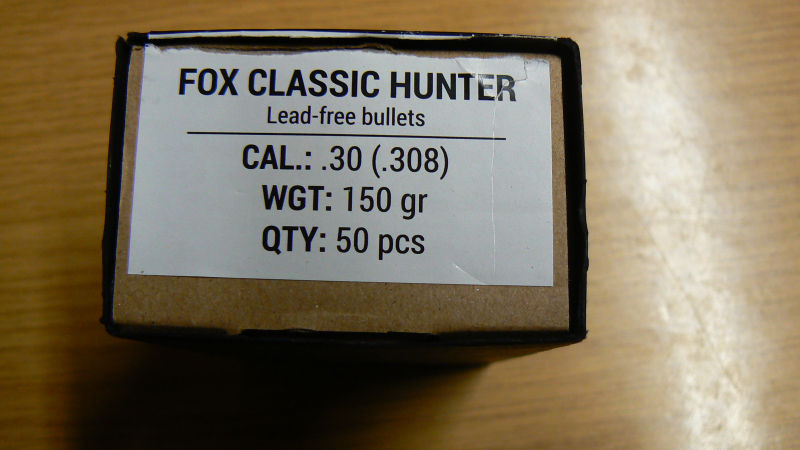 FOX CLASSIC HUNTER
Lead-free bullets
CAL.: .30 (.308)
WGT: 150 gr
QTY: 50 pcs